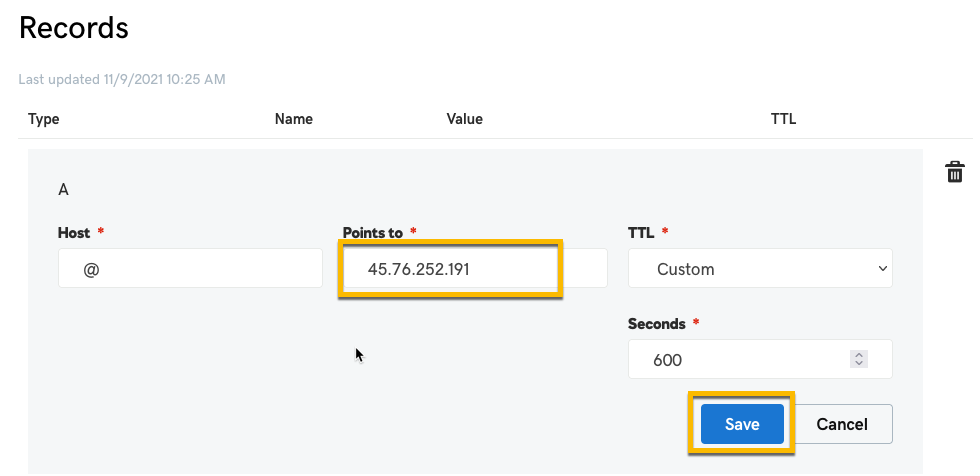 Records
Last updated 11/9/2021 10:25 AM
Type Name Value TTL
A
Host * Points to * TTL *
@ 45.76.252.191 Custom
Seconds *
600
Save Cancel